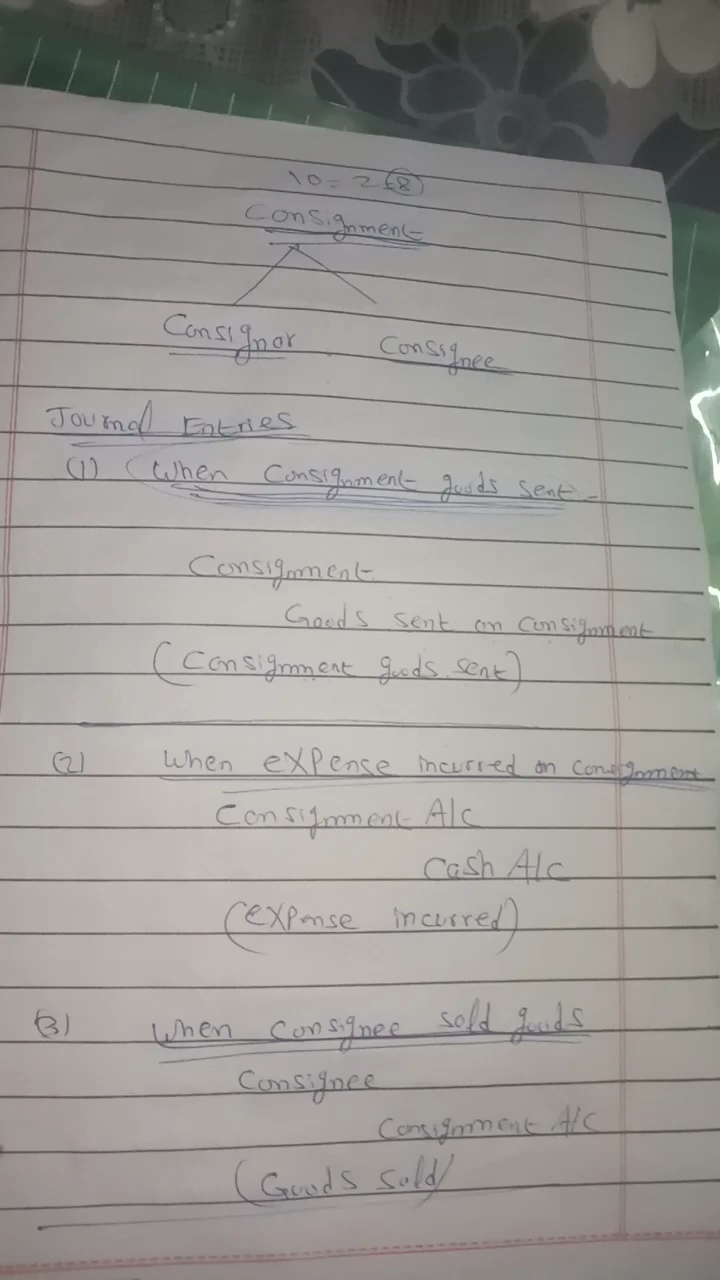 10 = 2 + 8
Consignment
Consignor Consignee
Journal Entries
(1) (When Consignment goods sent -
Consignment
Goods sent on consignment
(Consignment goods sent)
(2) When expense incurred on consignment
Consignment A/c
Cash A/c
(expense incurred)
(3) When consignee sold goods
Consignee
Consignment A/c
(Goods sold)